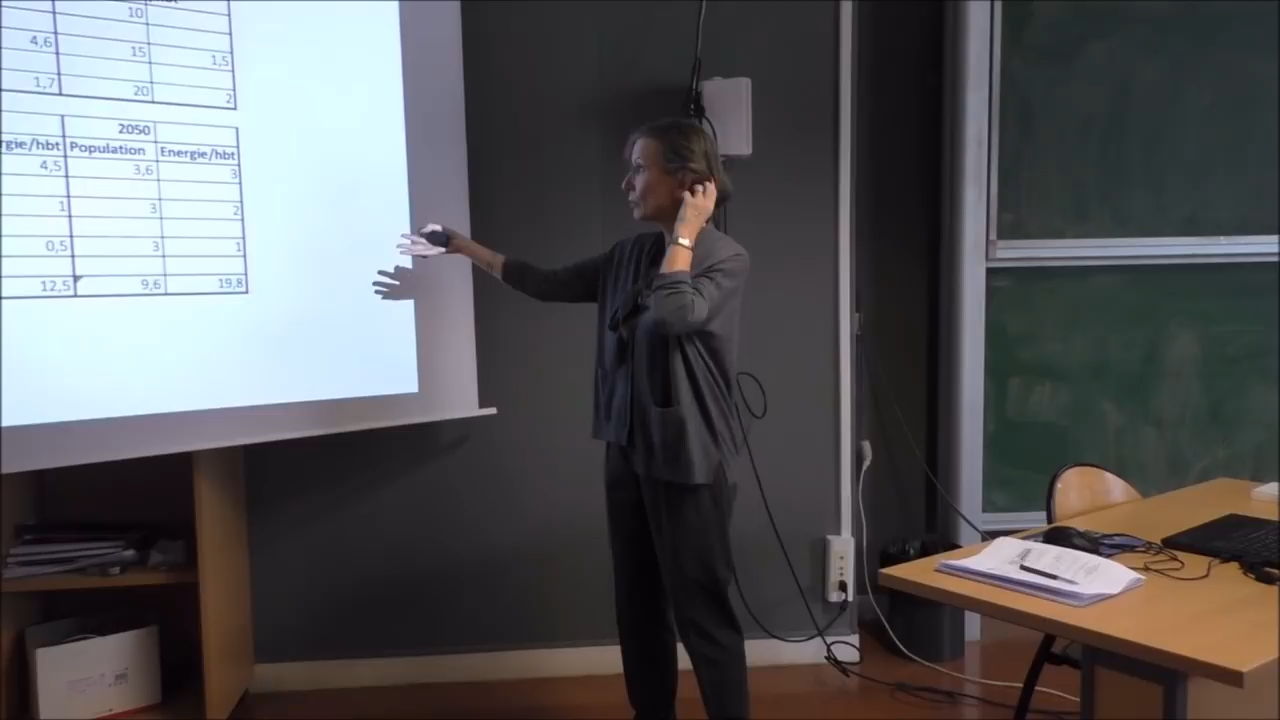 10
4,6 15 1,5
1,7 20 2
2050
rgie/hbt Population Energie/hbt
4,5 3,6 3
1 3 2
0,5 3 1
12,5 9,6 19,8